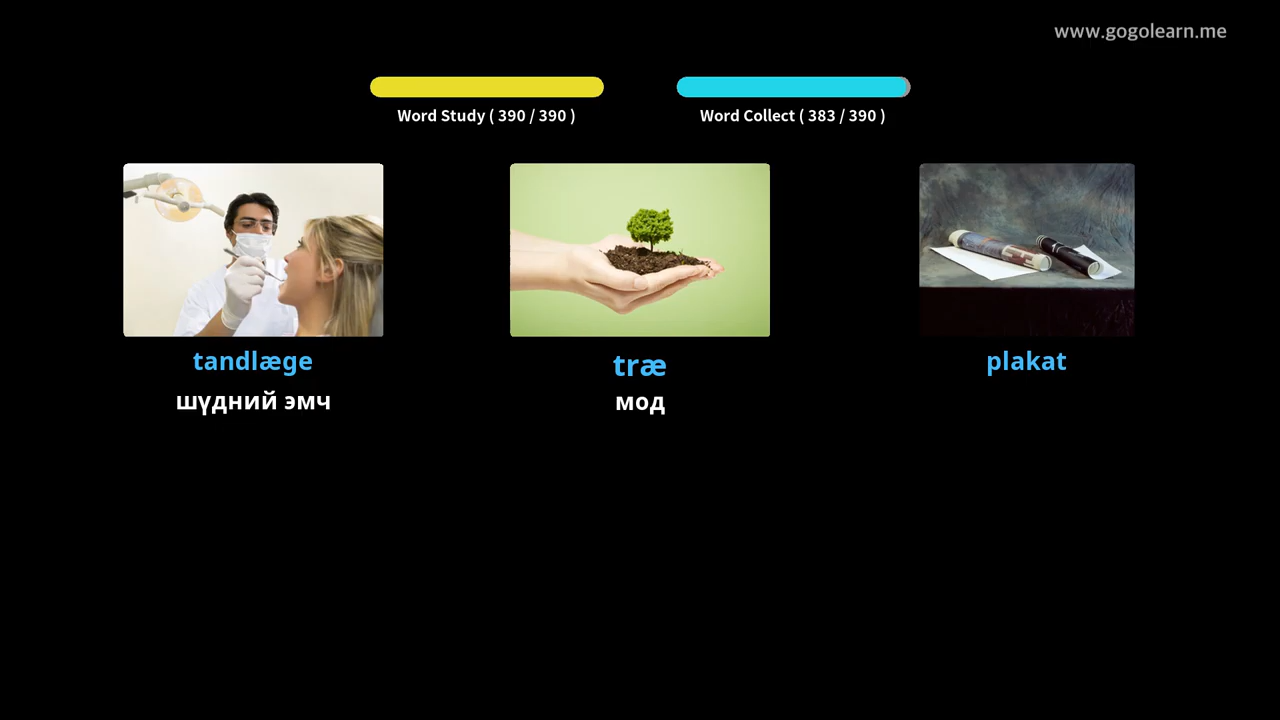 www.gogolearn.me
Word Study ( 390 / 390 )
Word Collect ( 383 / 390 )
tandlæge
træ
plakat
шүдний эмч
мод